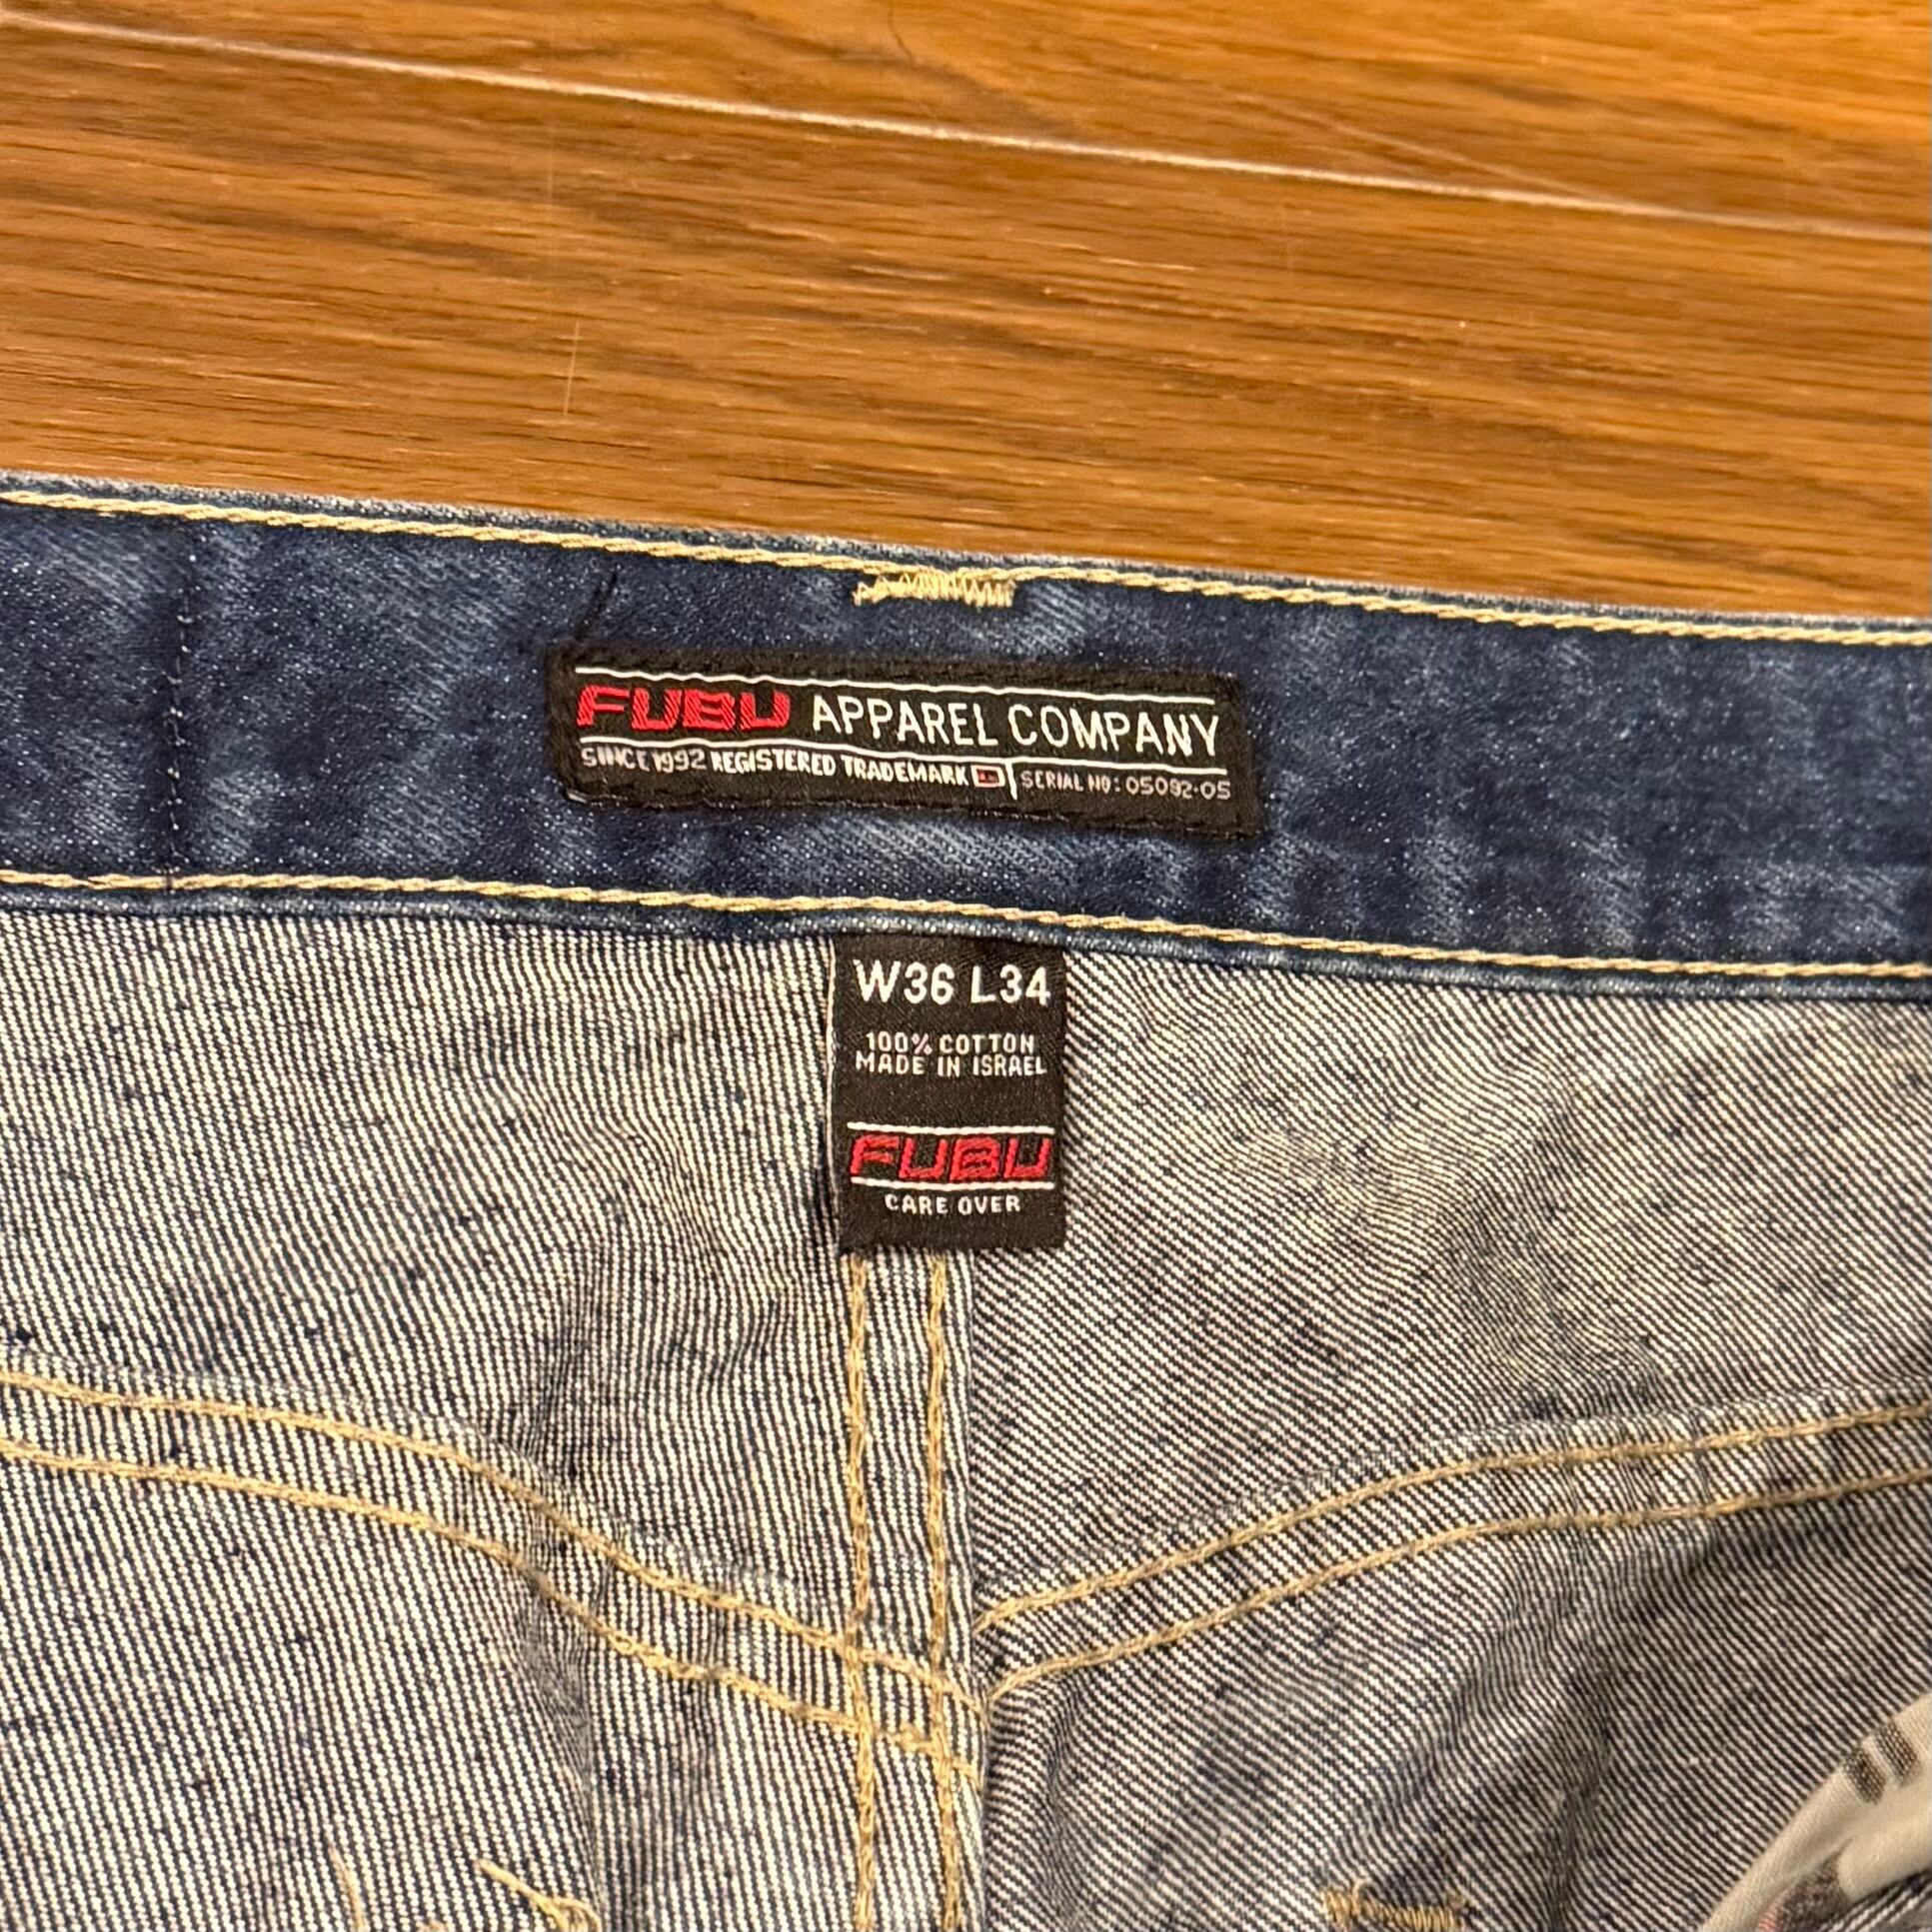 FUBU APPAREL COMPANY
SINCE 1992 REGISTERED TRADEMARK SERIAL NO: 05092-05
W36 L34
100% COTTON
MADE IN ISRAEL
FUBU
CARE OVER